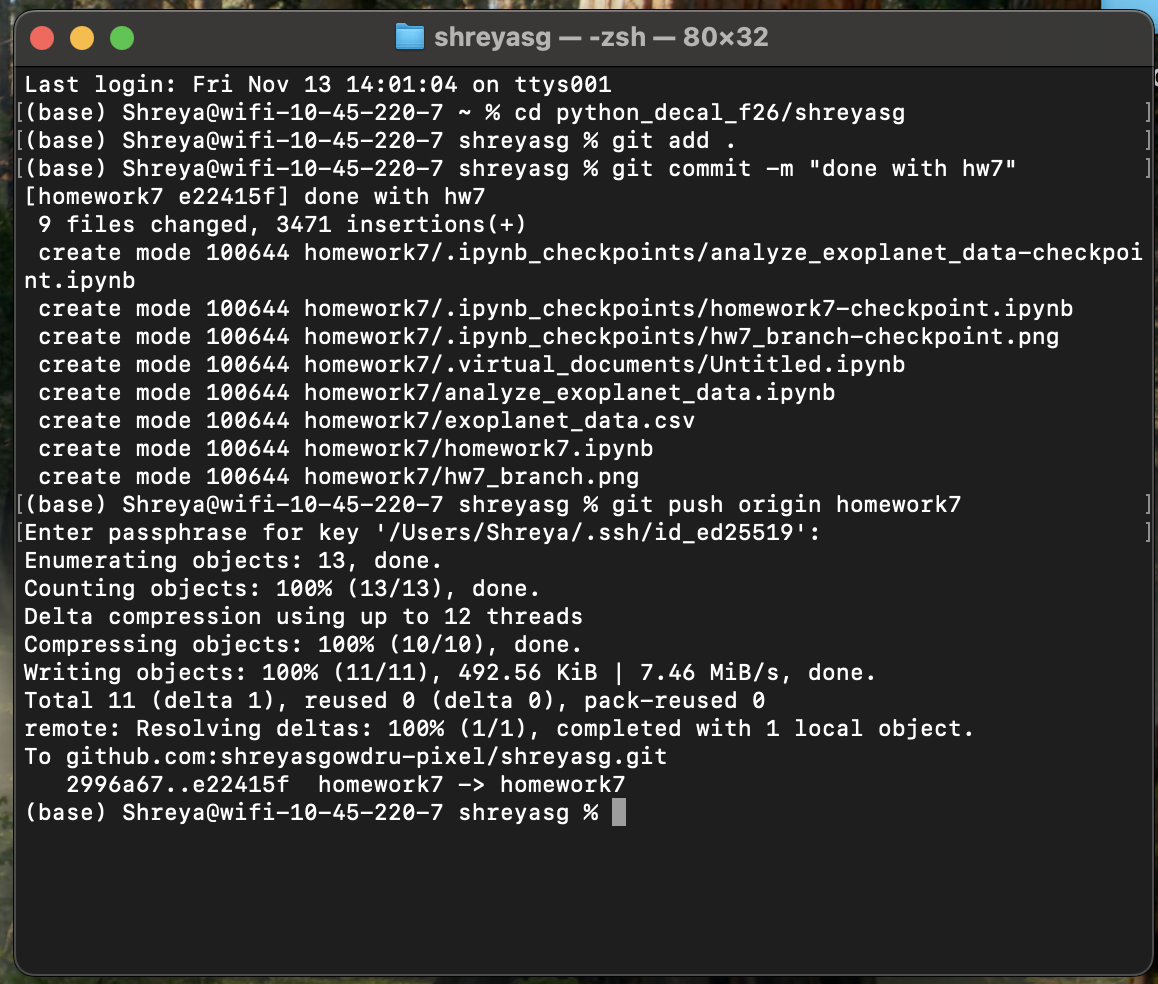 shreyasg — -zsh — 80×32
Last login: Fri Nov 13 14:01:04 on ttys001
[(base) Shreya@wifi-10-45-220-7 ~ % cd python_decal_f26/shreyasg ]
[(base) Shreya@wifi-10-45-220-7 shreyasg % git add . ]
[(base) Shreya@wifi-10-45-220-7 shreyasg % git commit -m "done with hw7" ]
[homework7 e22415f] done with hw7
 9 files changed, 3471 insertions(+)
 create mode 100644 homework7/.ipynb_checkpoints/analyze_exoplanet_data-checkpoi
nt.ipynb
 create mode 100644 homework7/.ipynb_checkpoints/homework7-checkpoint.ipynb
 create mode 100644 homework7/.ipynb_checkpoints/hw7_branch-checkpoint.png
 create mode 100644 homework7/.virtual_documents/Untitled.ipynb
 create mode 100644 homework7/analyze_exoplanet_data.ipynb
 create mode 100644 homework7/exoplanet_data.csv
 create mode 100644 homework7/homework7.ipynb
 create mode 100644 homework7/hw7_branch.png
[(base) Shreya@wifi-10-45-220-7 shreyasg % git push origin homework7 ]
[Enter passphrase for key '/Users/Shreya/.ssh/id_ed25519': ]
Enumerating objects: 13, done.
Counting objects: 100% (13/13), done.
Delta compression using up to 12 threads
Compressing objects: 100% (10/10), done.
Writing objects: 100% (11/11), 492.56 KiB | 7.46 MiB/s, done.
Total 11 (delta 1), reused 0 (delta 0), pack-reused 0
remote: Resolving deltas: 100% (1/1), completed with 1 local object.
To github.com:shreyasgowdru-pixel/shreyasg.git
   2996a67..e22415f  homework7 -> homework7
(base) Shreya@wifi-10-45-220-7 shreyasg %